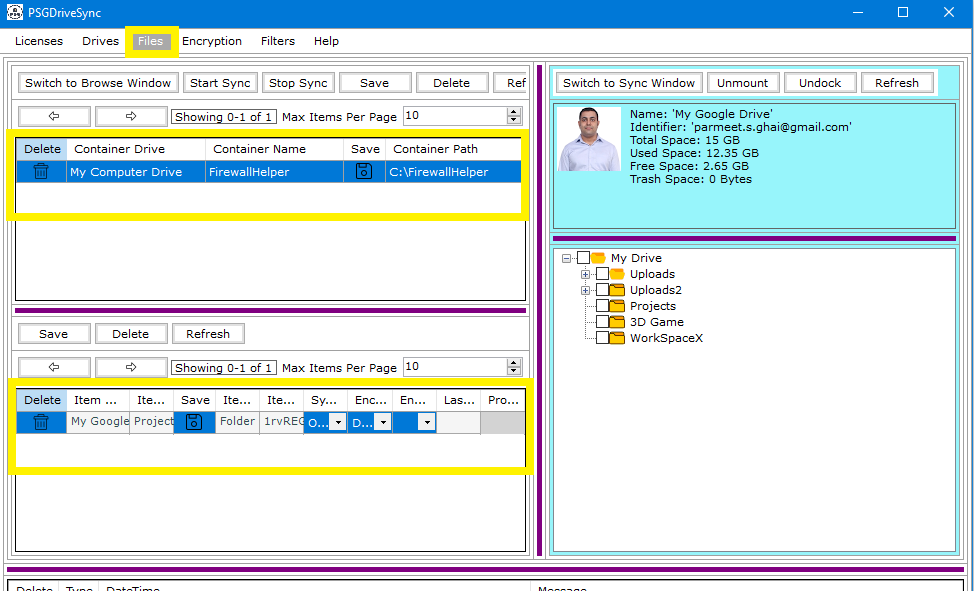 PSGDriveSync
Licenses Drives Files Encryption Filters Help
Switch to Browse Window Start Sync Stop Sync Save Delete Ref
Showing 0-1 of 1 Max Items Per Page 10
Delete Container Drive Container Name Save Container Path
My Computer Drive FirewallHelper C:\FirewallHelper
Save Delete Refresh
Showing 0-1 of 1 Max Items Per Page 10
Delete Item ... Ite... Save Ite... Ite... Sy... Enc... En... Las... Pro...
My Google Project Folder 1rvREG O... D...
Switch to Sync Window Unmount Undock Refresh
Name: 'My Google Drive'
Identifier: 'parmeet.s.ghai@gmail.com'
Total Space: 15 GB
Used Space: 12.35 GB
Free Space: 2.65 GB
Trash Space: 0 Bytes
My Drive
Uploads
Uploads2
Projects
3D Game
WorkSpaceX
Delete Type DateTime Message